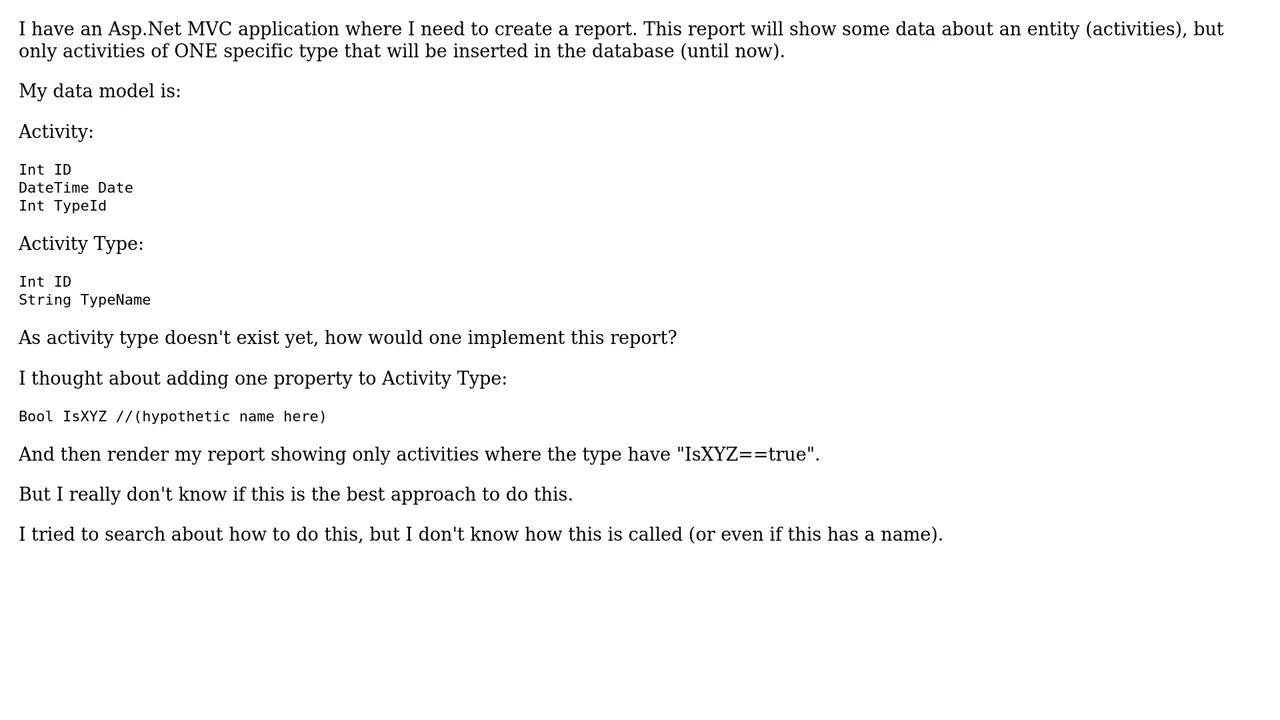 I have an Asp.Net MVC application where I need to create a report. This report will show some data about an entity (activities), but
only activities of ONE specific type that will be inserted in the database (until now).
My data model is:
Activity:
Int ID
DateTime Date
Int TypeId
Activity Type:
Int ID
String TypeName
As activity type doesn't exist yet, how would one implement this report?
I thought about adding one property to Activity Type:
Bool IsXYZ //(hypothetic name here)
And then render my report showing only activities where the type have "IsXYZ==true".
But I really don't know if this is the best approach to do this.
I tried to search about how to do this, but I don't know how this is called (or even if this has a name).